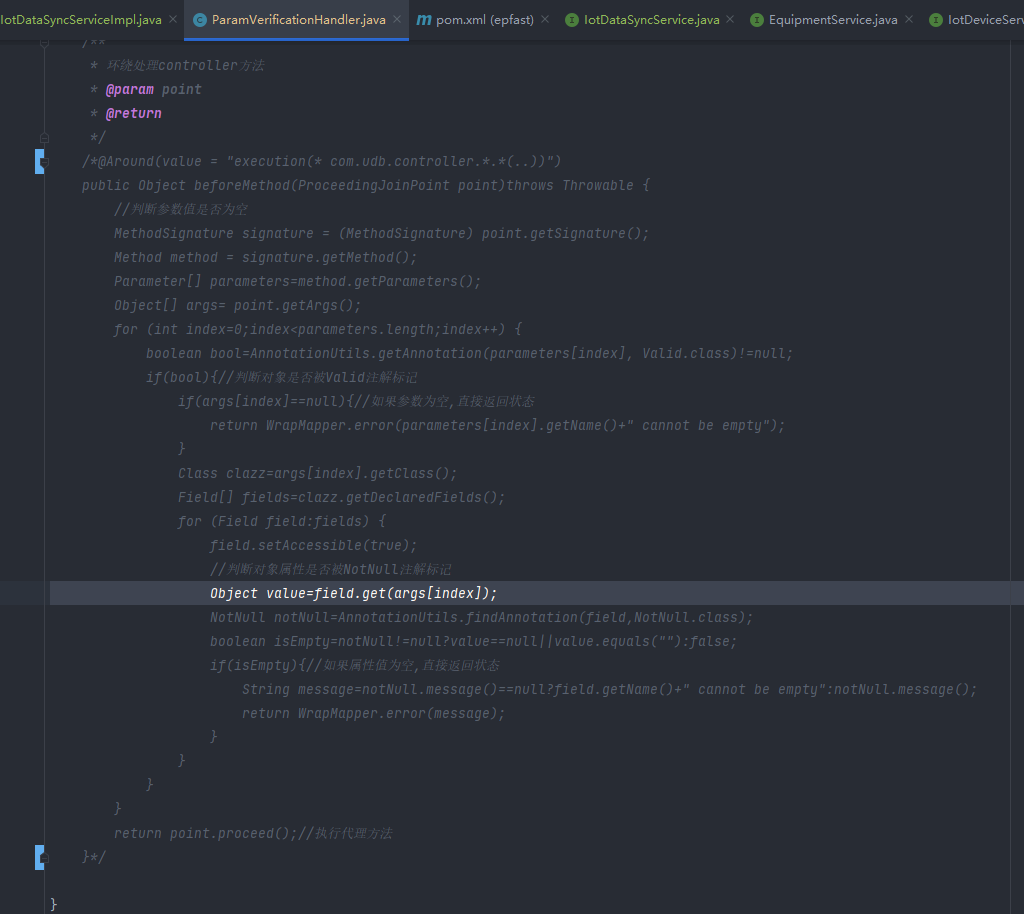 IotDataSyncServiceImpl.java × C ParamVerificationHandler.java × m pom.xml (epfast) × I IotDataSyncService.java × I EquipmentService.java × I IotDeviceServ
/**
* 环绕处理controller方法
* @param point
* @return
*/
/*@Around(value = "execution(* com.udb.controller.*.*(..))")
public Object beforeMethod(ProceedingJoinPoint point)throws Throwable {
//判断参数值是否为空
MethodSignature signature = (MethodSignature) point.getSignature();
Method method = signature.getMethod();
Parameter[] parameters=method.getParameters();
Object[] args= point.getArgs();
for (int index=0;index<parameters.length;index++) {
boolean bool=AnnotationUtils.getAnnotation(parameters[index], Valid.class)!=null;
if(bool){//判断对象是否被Valid注解标记
if(args[index]==null){//如果参数为空,直接返回状态
return WrapMapper.error(parameters[index].getName()+" cannot be empty");
}
Class clazz=args[index].getClass();
Field[] fields=clazz.getDeclaredFields();
for (Field field:fields) {
field.setAccessible(true);
//判断对象属性是否被NotNull注解标记
Object value=field.get(args[index]);
NotNull notNull=AnnotationUtils.findAnnotation(field,NotNull.class);
boolean isEmpty=notNull!=null?value==null||value.equals(""):false;
if(isEmpty){//如果属性值为空,直接返回状态
String message=notNull.message()==null?field.getName()+" cannot be empty":notNull.message();
return WrapMapper.error(message);
}
}
}
}
return point.proceed();//执行代理方法
}*/
}